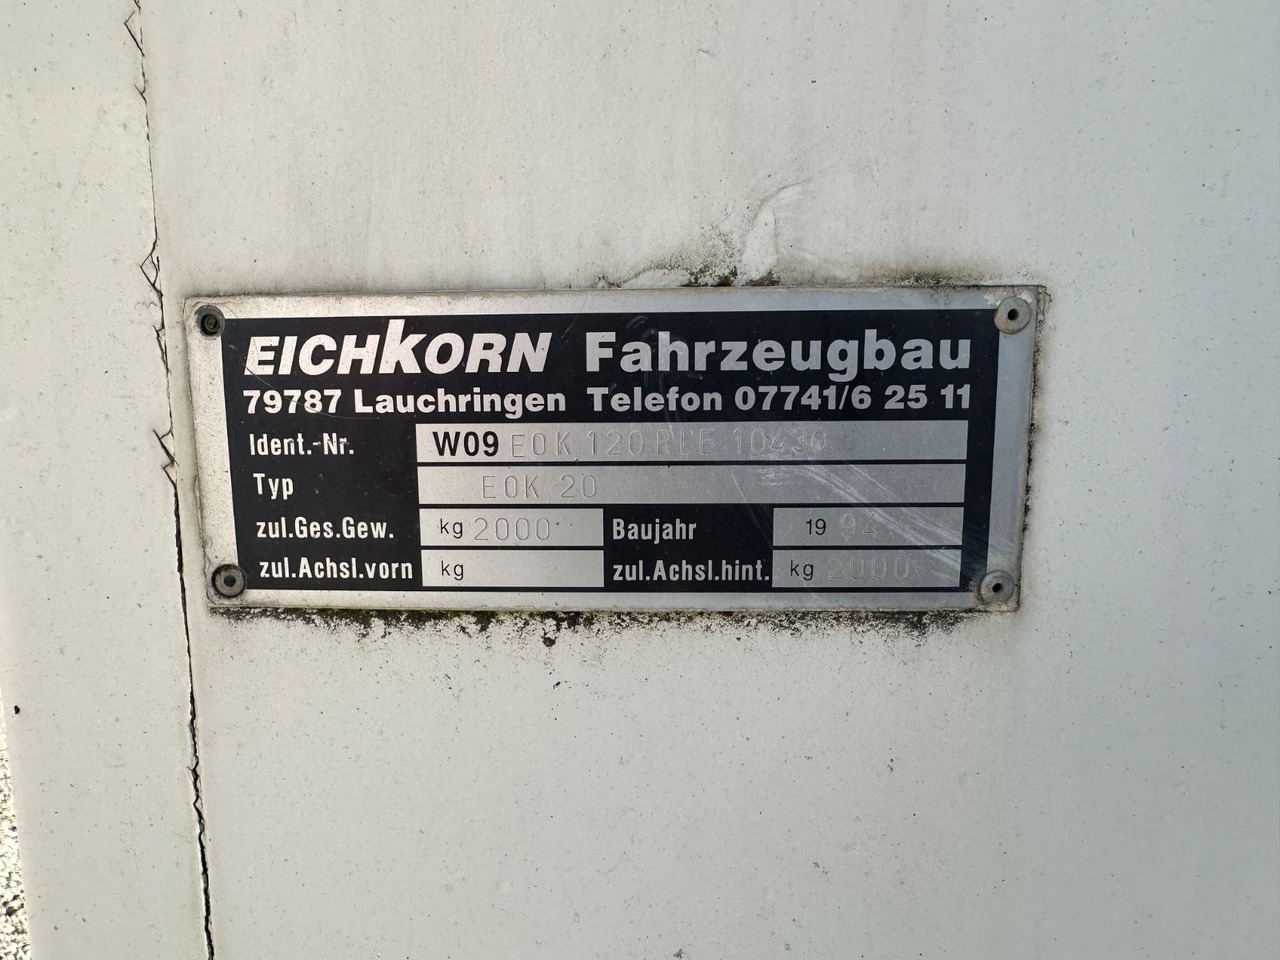 EICHKORN Fahrzeugbau
79787 Lauchringen Telefon 07741/6 25 11
Ident.-Nr. W09 EOK 120 RLE 10430
Typ EOK 20
zul.Ges.Gew. kg 2000 Baujahr 19 94
zul.Achsl.vorn kg zul.Achsl.hint. kg 2000